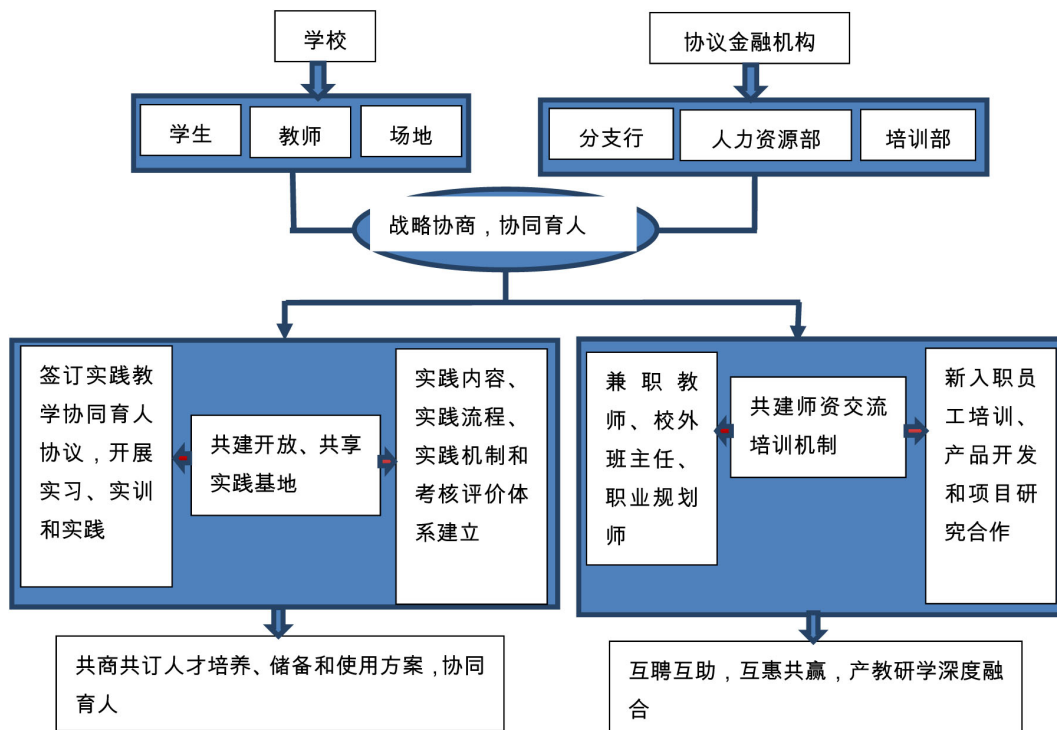 学校
协议金融机构
学生
教师
场地
分支行
人力资源部
培训部
战略协商，协同育人
签订实践教
学协同育人
协议，开展
实习、实训
和实践
共建开放、共享
实践基地
实践内容、
实践流程、
实践机制和
考核评价体
系建立
兼职教
师、校外
班主任、
职业规划
师
共建师资交流
培训机制
新入职员
工培训、
产品开发
和项目研
究合作
共商共订人才培养、储备和使用方案，协同
育人
互聘互助，互惠共赢，产教研学深度融
合